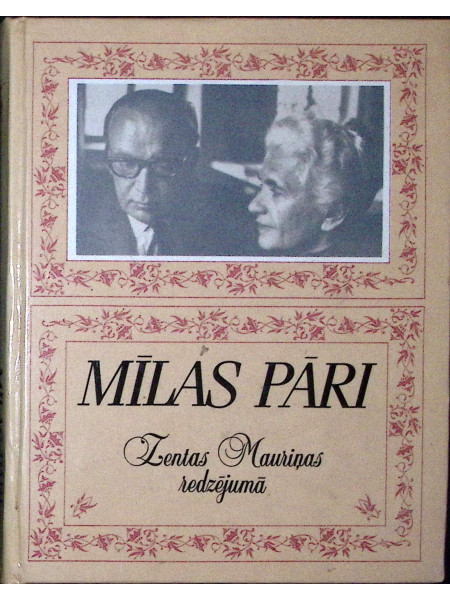 MĪLAS PĀRI
Zentas Mauriņas
redzējumā